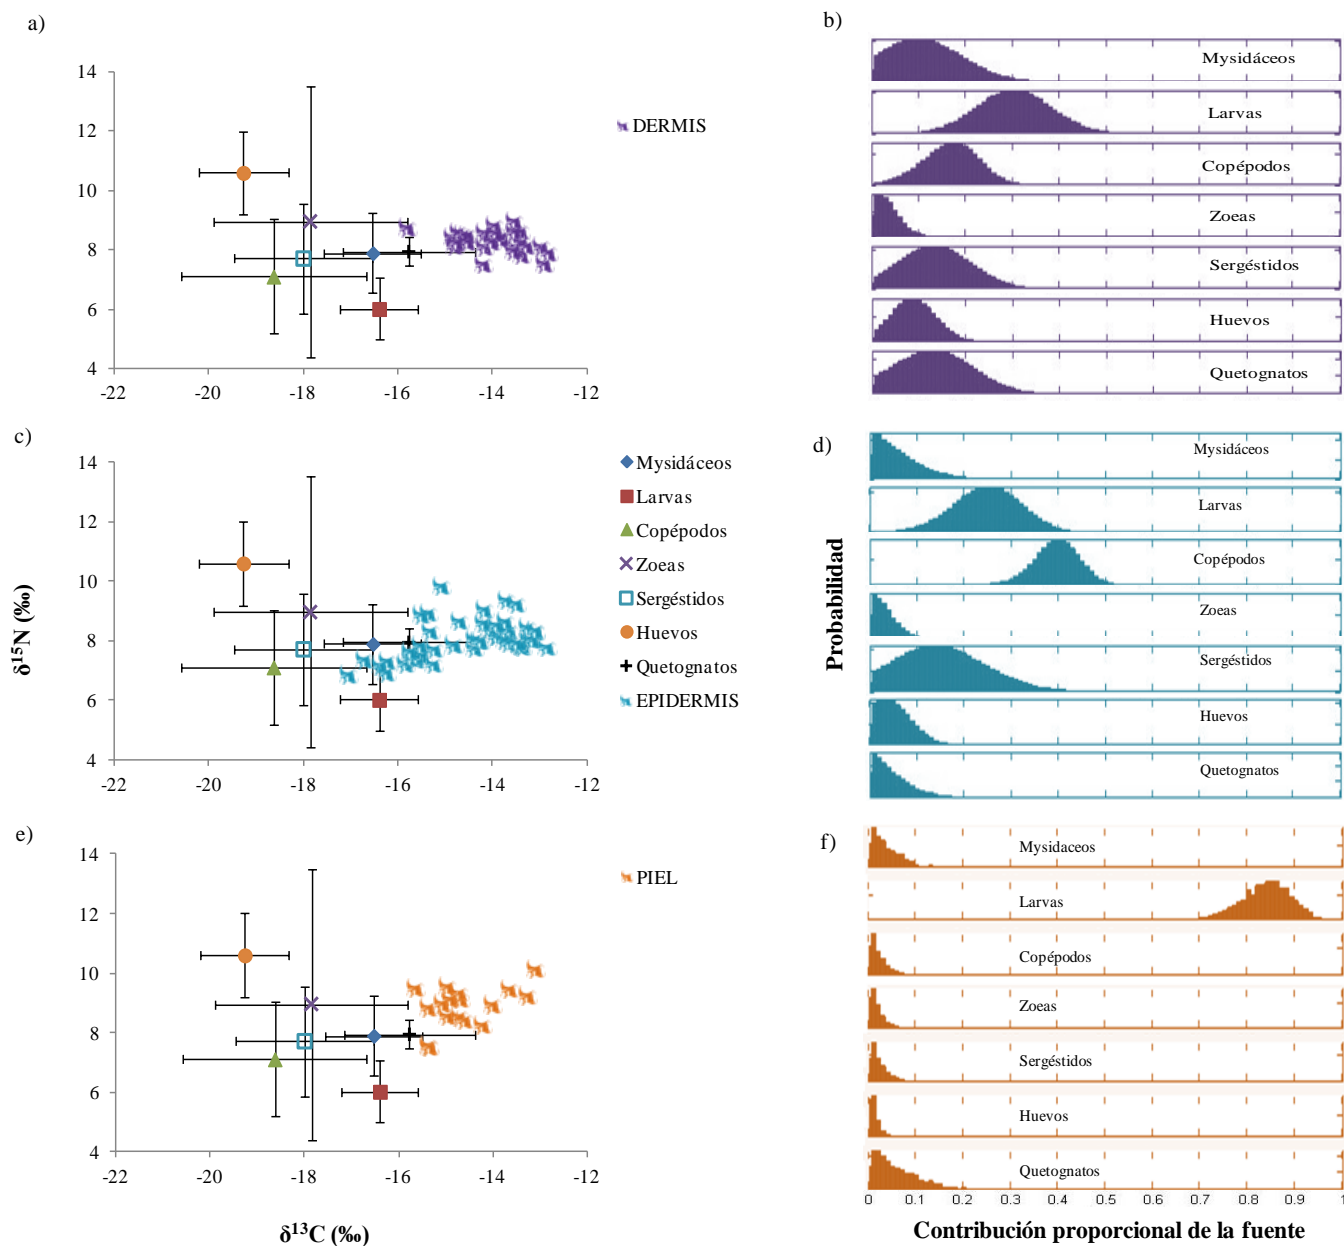 a)
14
12
10
8
6
4
-22
-20
-18
-16
-14
-12
DERMIS
b)
Mysidáceos
Larvas
Copépodos
Zoeas
Sergéstidos
Huevos
Quetognatos
c)
14
12
10
8
6
4
-22
-20
-18
-16
-14
-12
δ15N (‰)
Mysidáceos
Larvas
Copépodos
Zoeas
Sergéstidos
Huevos
Quetognatos
EPIDERMIS
d)
Probabilidad
Mysidáceos
Larvas
Copépodos
Zoeas
Sergéstidos
Huevos
Quetognatos
e)
14
12
10
8
6
4
-22
-20
-18
-16
-14
-12
δ13C (‰)
PIEL
f)
Mysidaceos
Larvas
Copépodos
Zoeas
Sergéstidos
Huevos
Quetognatos
0 0.1 0.2 0.3 0.4 0.5 0.6 0.7 0.8 0.9 1
Contribución proporcional de la fuente